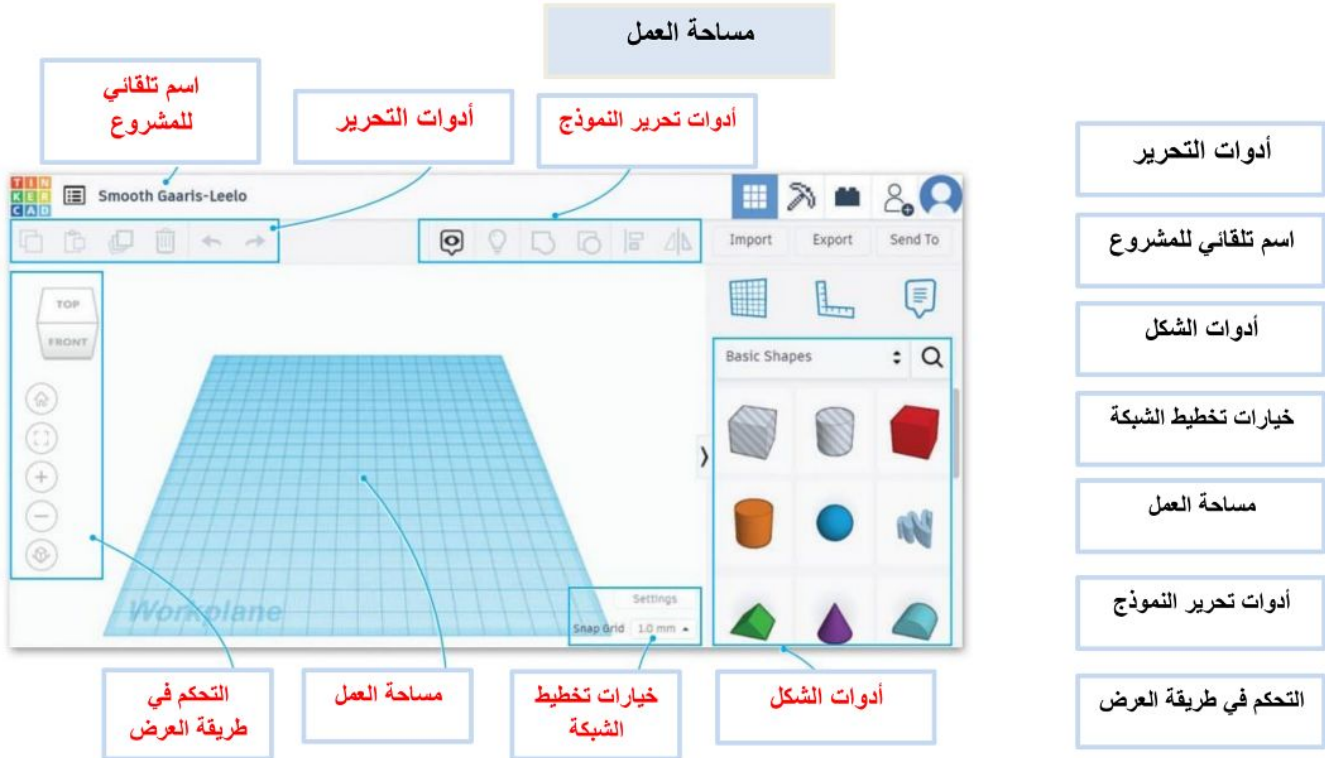 مساحة العمل
اسم تلقائي
للمشروع
أدوات التحرير
أدوات تحرير النموذج
TIN
KER
CAD
Smooth Gaaris-Leelo
Import
Export
Send To
TOP
FRONT
Basic Shapes
Workplane
Settings
Snap Grid
1.0 mm
التحكم في
طريقة العرض
مساحة العمل
خيارات تخطيط
الشبكة
أدوات الشكل
أدوات التحرير
اسم تلقائي للمشروع
أدوات الشكل
خيارات تخطيط الشبكة
مساحة العمل
أدوات تحرير النموذج
التحكم في طريقة العرض